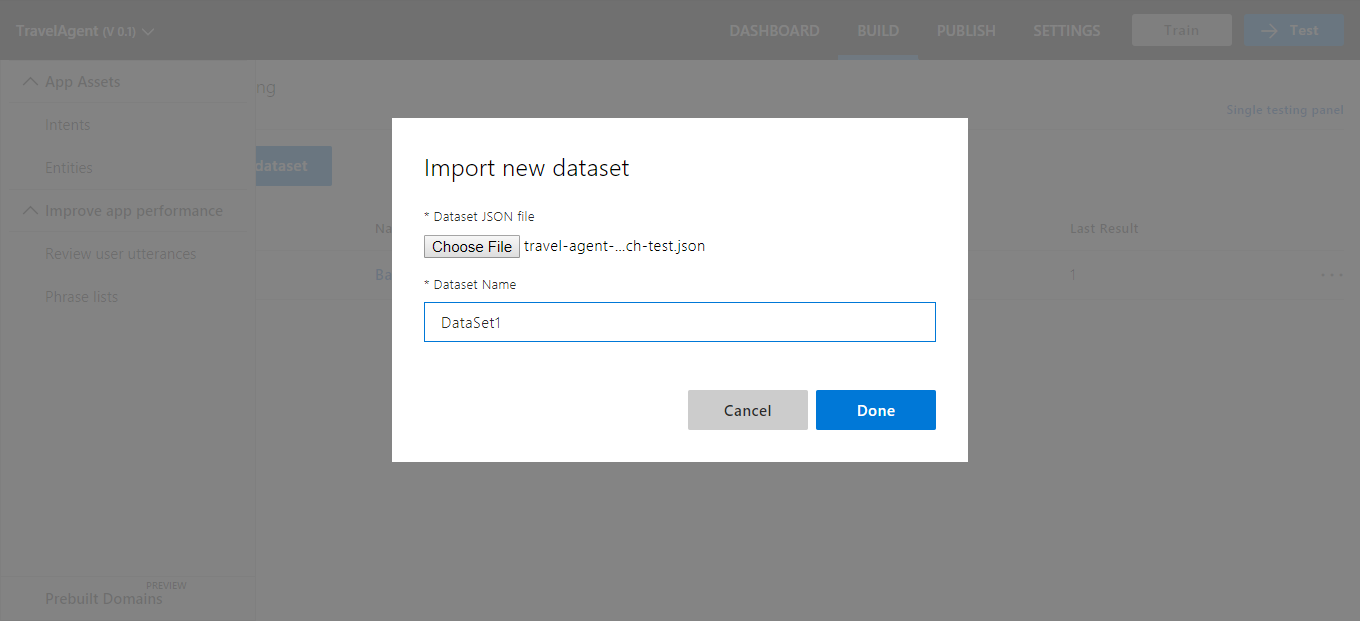 TravelAgent (V 0.1)
DASHBOARD
BUILD
PUBLISH
SETTINGS
Train
Test
App Assets
ng
Single testing panel
Intents
Entities
dataset
Improve app performance
Review user utterances
Phrase lists
Na
Last Result
Ba
1
...
Import new dataset
* Dataset JSON file
Choose File travel-agent-...ch-test.json
* Dataset Name
DataSet1
Cancel
Done
PREVIEW
Prebuilt Domains